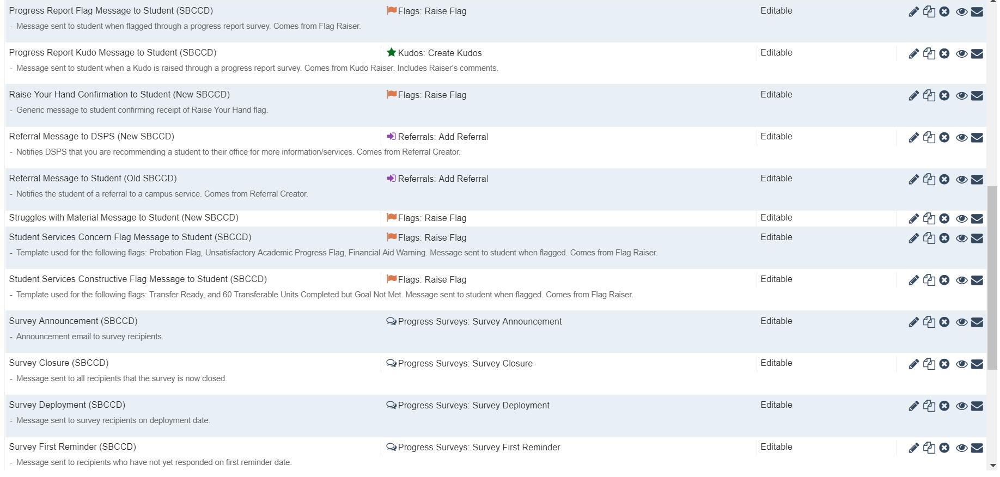 Progress Report Flag Message to Student (SBCCD) Flags: Raise Flag Editable
- Message sent to student when flagged through a progress report survey. Comes from Flag Raiser.
Progress Report Kudo Message to Student (SBCCD) Kudos: Create Kudos Editable
- Message sent to student when a Kudo is raised through a progress report survey. Comes from Kudo Raiser. Includes Raiser's comments.
Raise Your Hand Confirmation to Student (New SBCCD) Flags: Raise Flag Editable
- Generic message to student confirming receipt of Raise Your Hand flag.
Referral Message to DSPS (New SBCCD) Referrals: Add Referral Editable
- Notifies DSPS that you are recommending a student to their office for more information/services. Comes from Referral Creator.
Referral Message to Student (Old SBCCD) Referrals: Add Referral Editable
- Notifies the student of a referral to a campus service. Comes from Referral Creator.
Struggles with Material Message to Student (New SBCCD) Flags: Raise Flag Editable
Student Services Concern Flag Message to Student (SBCCD) Flags: Raise Flag Editable
- Template used for the following flags: Probation Flag, Unsatisfactory Academic Progress Flag, Financial Aid Warning. Message sent to student when flagged. Comes from Flag Raiser.
Student Services Constructive Flag Message to Student (SBCCD) Flags: Raise Flag Editable
- Template used for the following flags: Transfer Ready, and 60 Transferable Units Completed but Goal Not Met. Message sent to student when flagged. Comes from Flag Raiser.
Survey Announcement (SBCCD) Progress Surveys: Survey Announcement Editable
- Announcement email to survey recipients.
Survey Closure (SBCCD) Progress Surveys: Survey Closure Editable
- Message sent to all recipients that the survey is now closed.
Survey Deployment (SBCCD) Progress Surveys: Survey Deployment Editable
- Message sent to survey recipients on deployment date.
Survey First Reminder (SBCCD) Progress Surveys: Survey First Reminder Editable
- Message sent to recipients who have not yet responded on first reminder date.